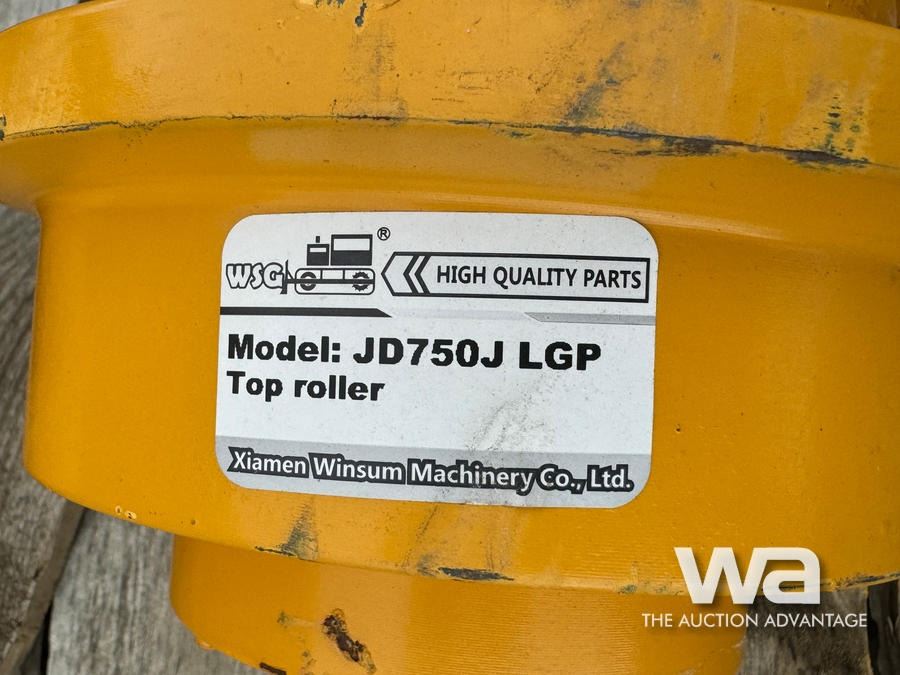 WSG ®
HIGH QUALITY PARTS
Model: JD750J LGP
Top roller
Xiamen Winsum Machinery Co., Ltd.
wa
THE AUCTION ADVANTAGE